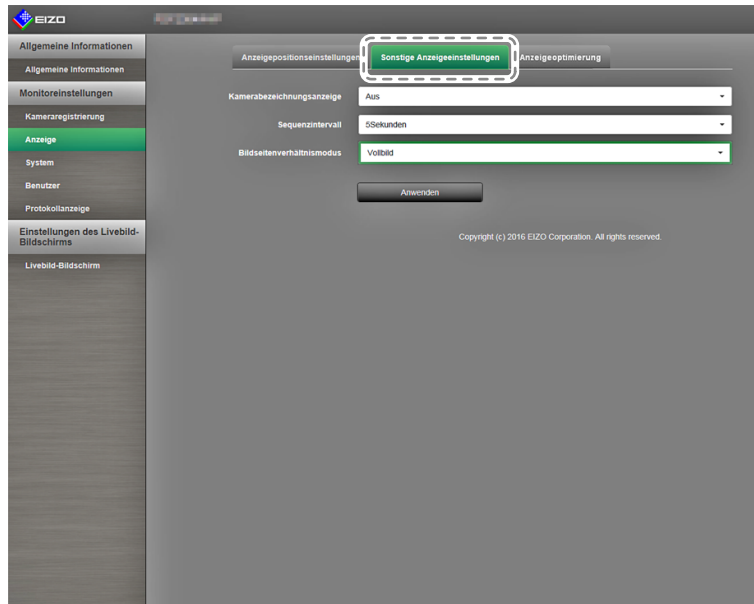 EIZO
Allgemeine Informationen
Allgemeine Informationen
Monitoreinstellungen
Kameraregistrierung
Anzeige
System
Benutzer
Protokollanzeige
Einstellungen des Livebild-
Bildschirms
Livebild-Bildschirm
Anzeigepositionseinstellungen Sonstige Anzeigeeinstellungen Anzeigeoptimierung
Kamerabezeichnungsanzeige Aus
Sequenzintervall 5Sekunden
Bildseitenverhältnismodus Vollbild
Anwenden
Copyright (c) 2016 EIZO Corporation. All rights reserved.